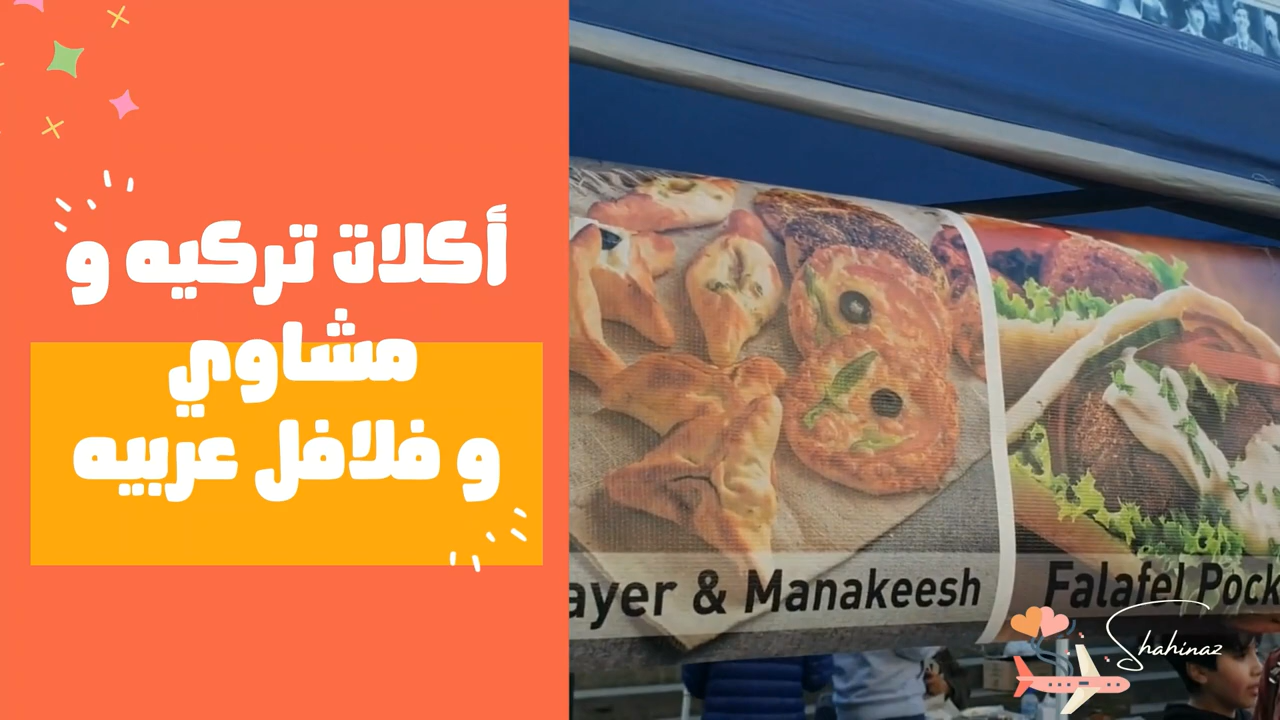 أكلات تركيه و
مشاوي
و فلافل عربيه
ayer & Manakeesh
Falafel Pock
Shahinaz